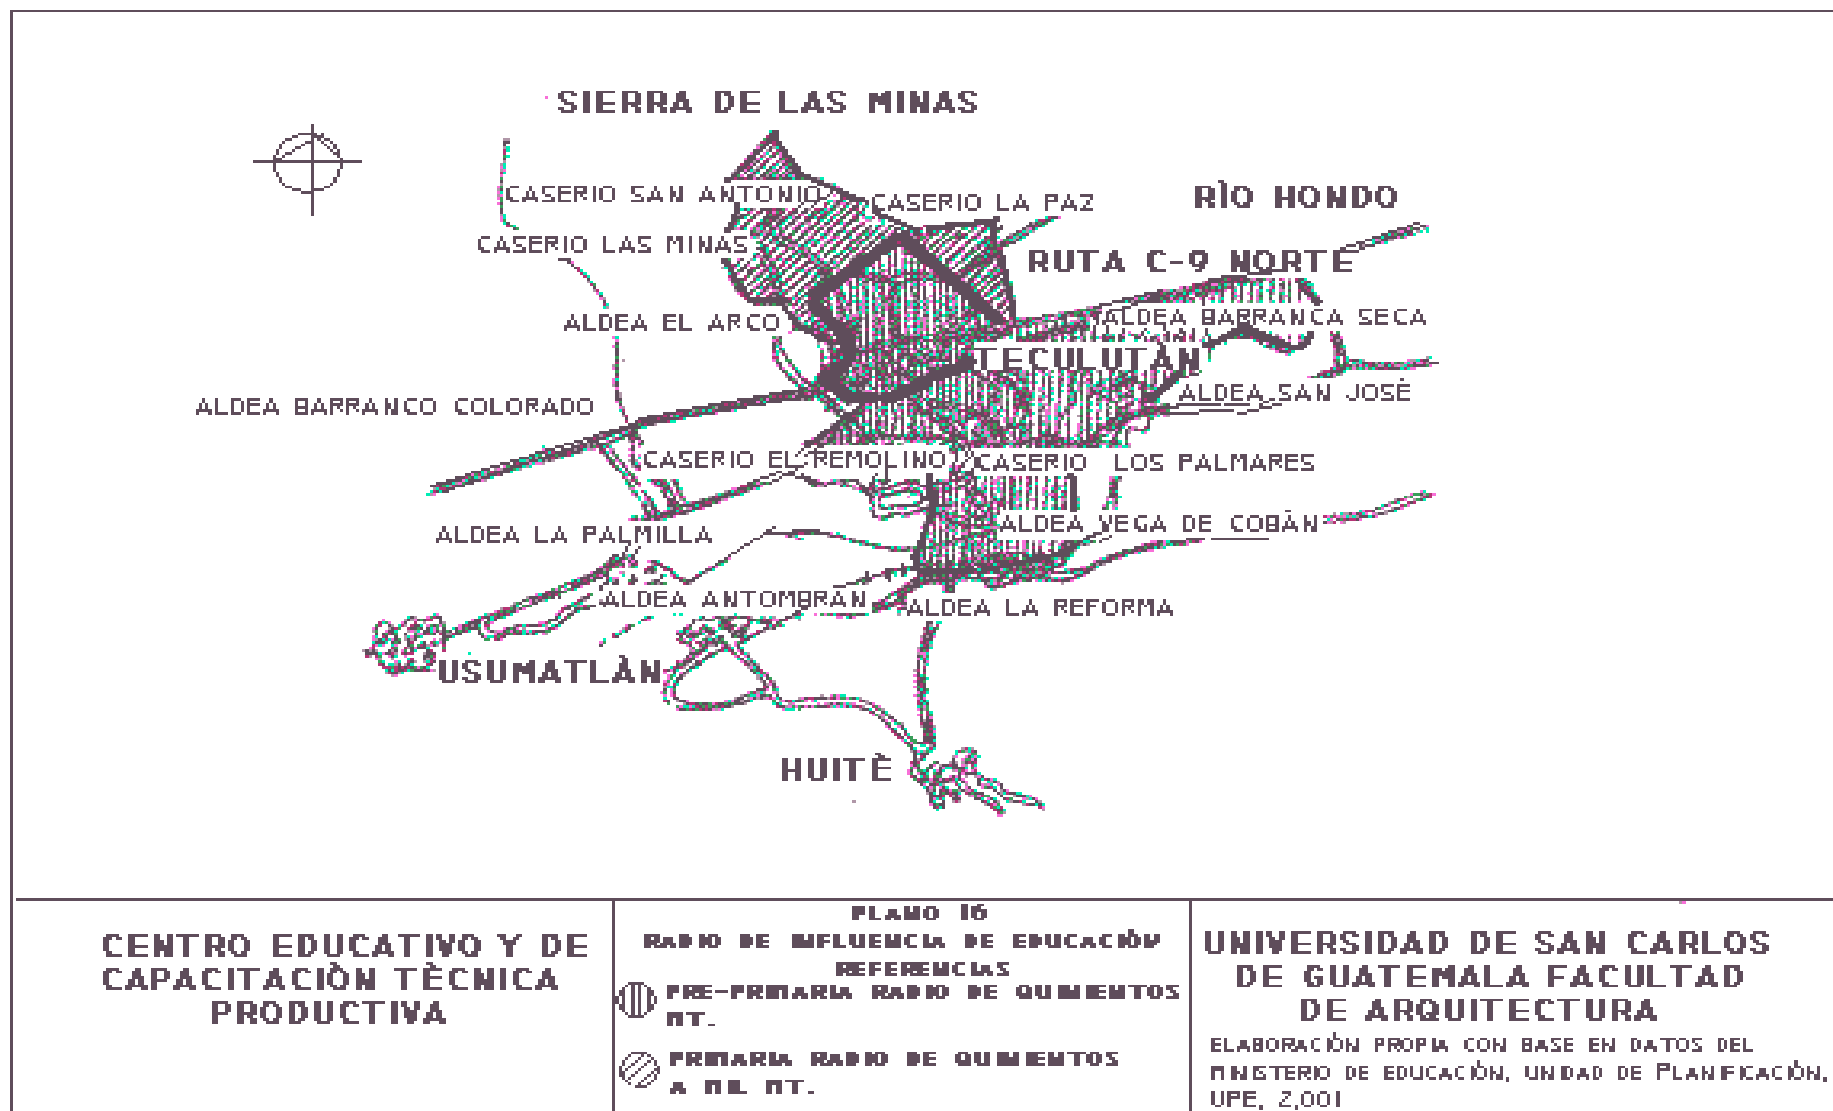 SIERRA DE LAS MINAS
CASERIO SAN ANTONIO
CASERIO LA PAZ
RÌO HONDO
CASERIO LAS MINAS
RUTA C-9 NORTE
ALDEA EL ARCO
ALDEA BARRANCA SECA
TECULUTÀN
ALDEA SAN JOSÈ
ALDEA BARRANCO COLORADO
CASERIO EL REMOLINO
CASERIO LOS PALMARES
ALDEA LA PALMILLA
ALDEA VEGA DE COBÀN
ALDEA ANTOMBRÀN
ALDEA LA REFORMA
USUMATLÀN
HUITÈ
CENTRO EDUCATIVO Y DE
CAPACITACIÒN TÈCNICA
PRODUCTIVA
PLANO 16
RADIO DE INFLUENCIA DE EDUCACIÒN
REFERENCIAS
PRE-PRIMARIA RADIO DE QUINIENTOS
MT.
PRIMARIA RADIO DE QUINIENTOS
A MIL MT.
UNIVERSIDAD DE SAN CARLOS
DE GUATEMALA FACULTAD
DE ARQUITECTURA
ELABORACIÒN PROPIA CON BASE EN DATOS DEL
MINISTERIO DE EDUCACIÒN, UNIDAD DE PLANIFICACIÒN,
UPE, 2,001